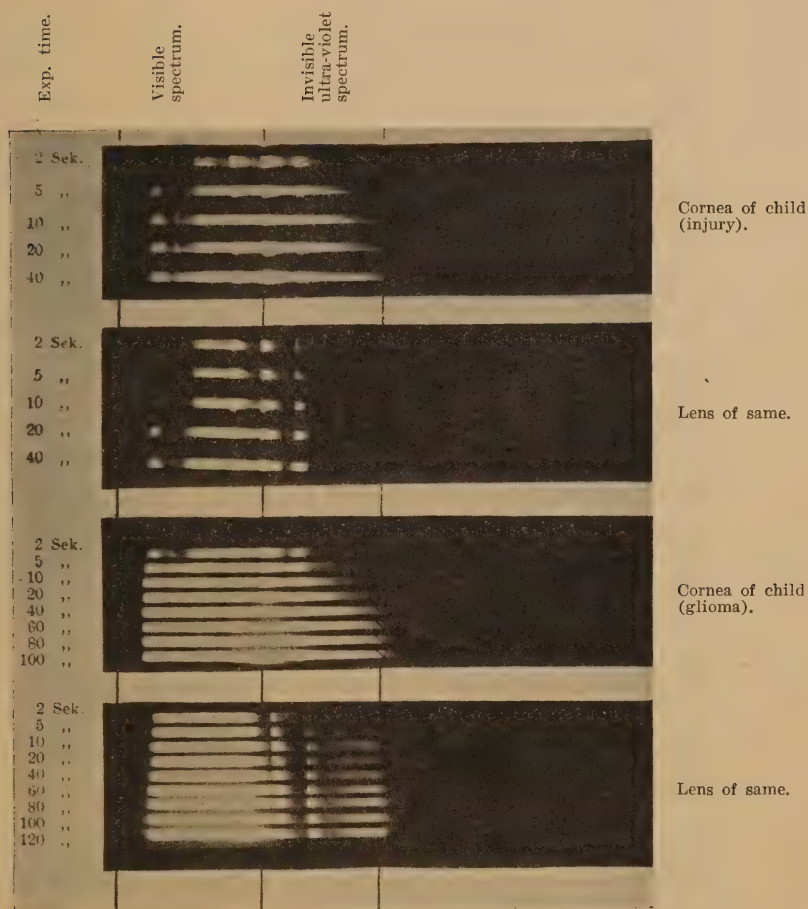 Exp. time.
Visible
spectrum.
Invisible
ultra-violet
spectrum.
2 Sek.
5 ,,
10 ,,
20 ,,
40 ,,
Cornea of child
(injury).
2 Sek.
5 ,,
10 ,,
20 ,,
40 ,,
Lens of same.
2 Sek.
5 ,,
10 ,,
20 ,,
40 ,,
60 ,,
80 ,,
100 ,,
Cornea of child
(glioma).
2 Sek.
5 ,,
10 ,,
20 ,,
40 ,,
60 ,,
80 ,,
100 ,,
120 ,,
Lens of same.